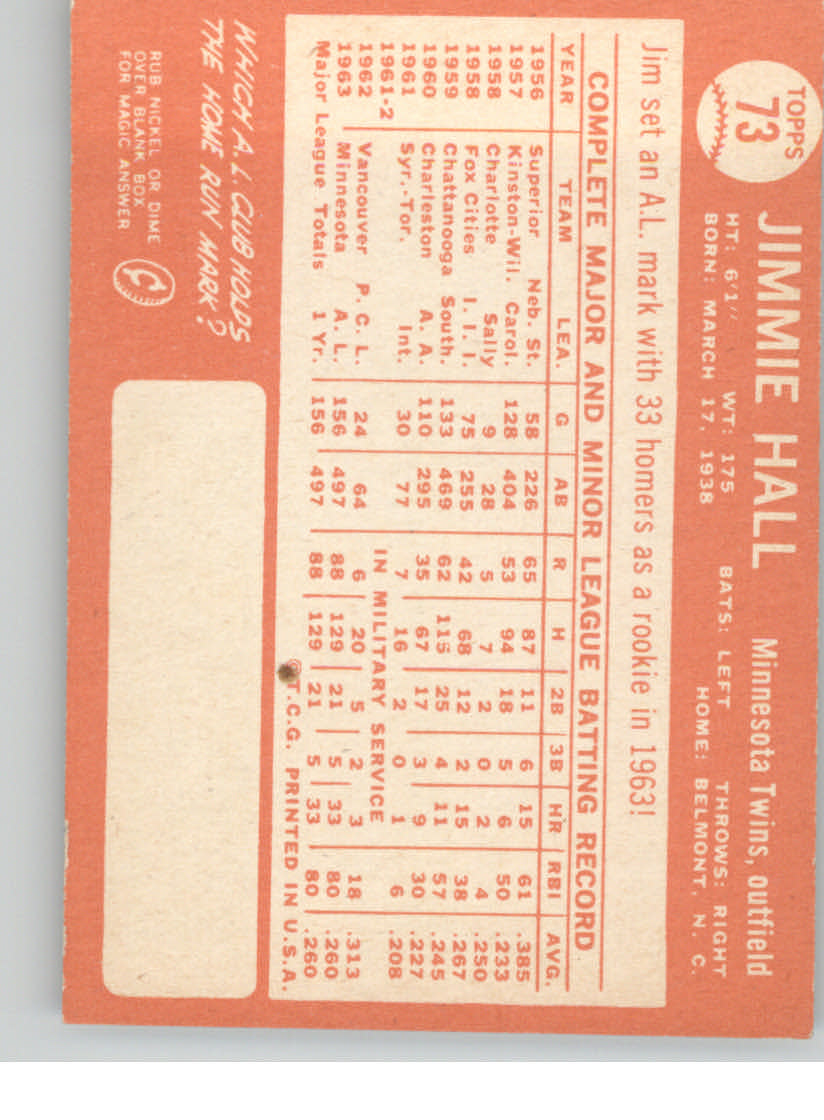 TOPPS
73
JIMMIE HALL Minnesota Twins, outfield
HT: 6'1" WT: 175 BATS: LEFT THROWS: RIGHT
BORN: MARCH 17, 1938 HOME: BELMONT, N. C.
Jim set an A.L. mark with 33 homers as a rookie in 1963!
COMPLETE MAJOR AND MINOR LEAGUE BATTING RECORD
YEAR TEAM LEA. G AB R H 2B 3B HR RBI AVG.
1956 Superior Neb. St. 58 226 65 87 11 6 15 61 .385
1957 Kinston-Wil. Carol. 128 404 53 94 18 5 6 50 .233
1958 Charlotte Sally 9 28 5 7 2 0 2 4 .250
1958 Fox Cities I. I. I. 75 255 42 68 12 2 15 38 .267
1959 Chattanooga South. 133 469 62 115 25 4 11 57 .245
1960 Charleston A. A. 110 295 35 67 17 3 9 30 .227
1961 Syr.-Tor. Int. 30 77 7 16 2 0 1 6 .208
1961-2 IN MILITARY SERVICE
1962 Vancouver P. C. L. 24 64 6 20 5 2 3 18 .313
1963 Minnesota A. L. 156 497 88 129 21 5 33 80 .260
Major League Totals 1 Yr. 156 497 88 129 21 5 33 80 .260
©T.C.G. PRINTED IN U.S.A.
WHICH A.L. CLUB HOLDS
THE HOME RUN MARK?
RUB NICKEL OR DIME
OVER BLANK BOX
FOR MAGIC ANSWER